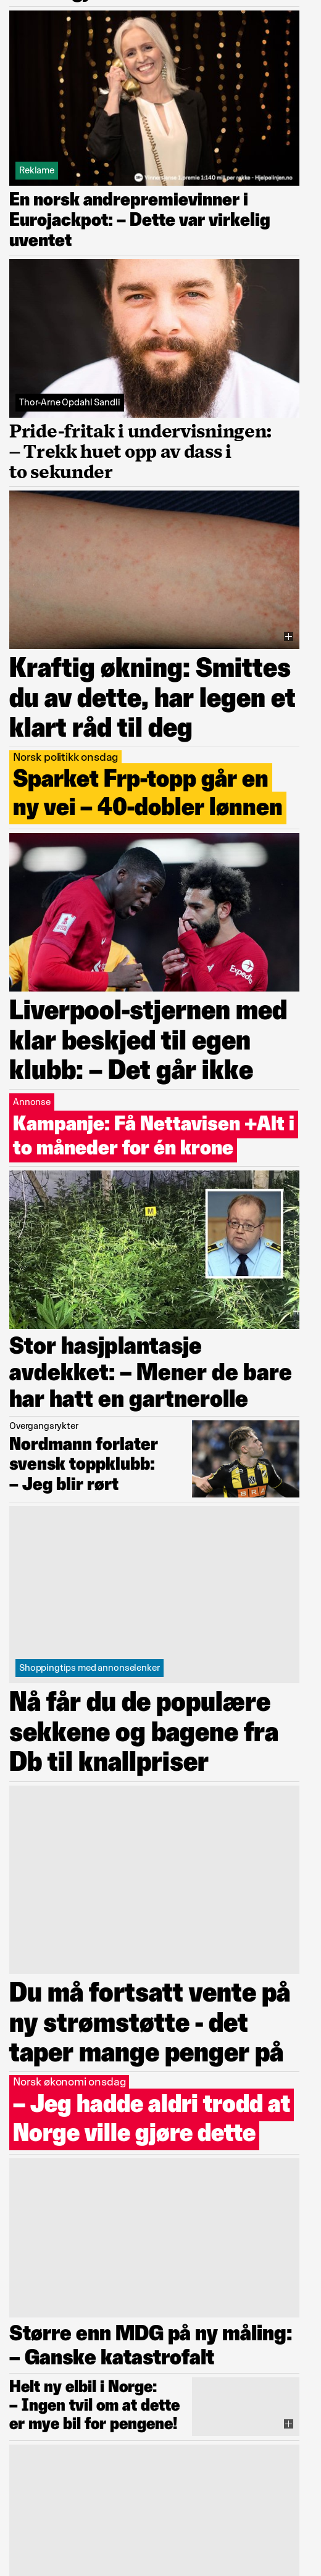 Reklame
Vinnersjanse i premie 1:140 mill per rekke - Hjelpelinjen.no
En norsk andrepremievinner i
Eurojackpot: – Dette var virkelig
uventet
Thor-Arne Opdahl Sandli
Pride-fritak i undervisningen:
– Trekk huet opp av dass i
to sekunder
Kraftig økning: Smittes
du av dette, har legen et
klart råd til deg
Norsk politikk onsdag
Sparket Frp-topp går en
ny vei – 40-dobler lønnen
Expedia
Liverpool-stjernen med
klar beskjed til egen
klubb: – Det går ikke
Annonse
Kampanje: Få Nettavisen +Alt i
to måneder for én krone
M
Stor hasjplantasje
avdekket: – Mener de bare
har hatt en gartnerolle
Overgangsrykter
Nordmann forlater
svensk toppklubb:
– Jeg blir rørt
Shoppingtips med annonselenker
Nå får du de populære
sekkene og bagene fra
Db til knallpriser
Du må fortsatt vente på
ny strømstøtte - det
taper mange penger på
Norsk økonomi onsdag
– Jeg hadde aldri trodd at
Norge ville gjøre dette
Større enn MDG på ny måling:
– Ganske katastrofalt
Helt ny elbil i Norge:
– Ingen tvil om at dette
er mye bil for pengene!